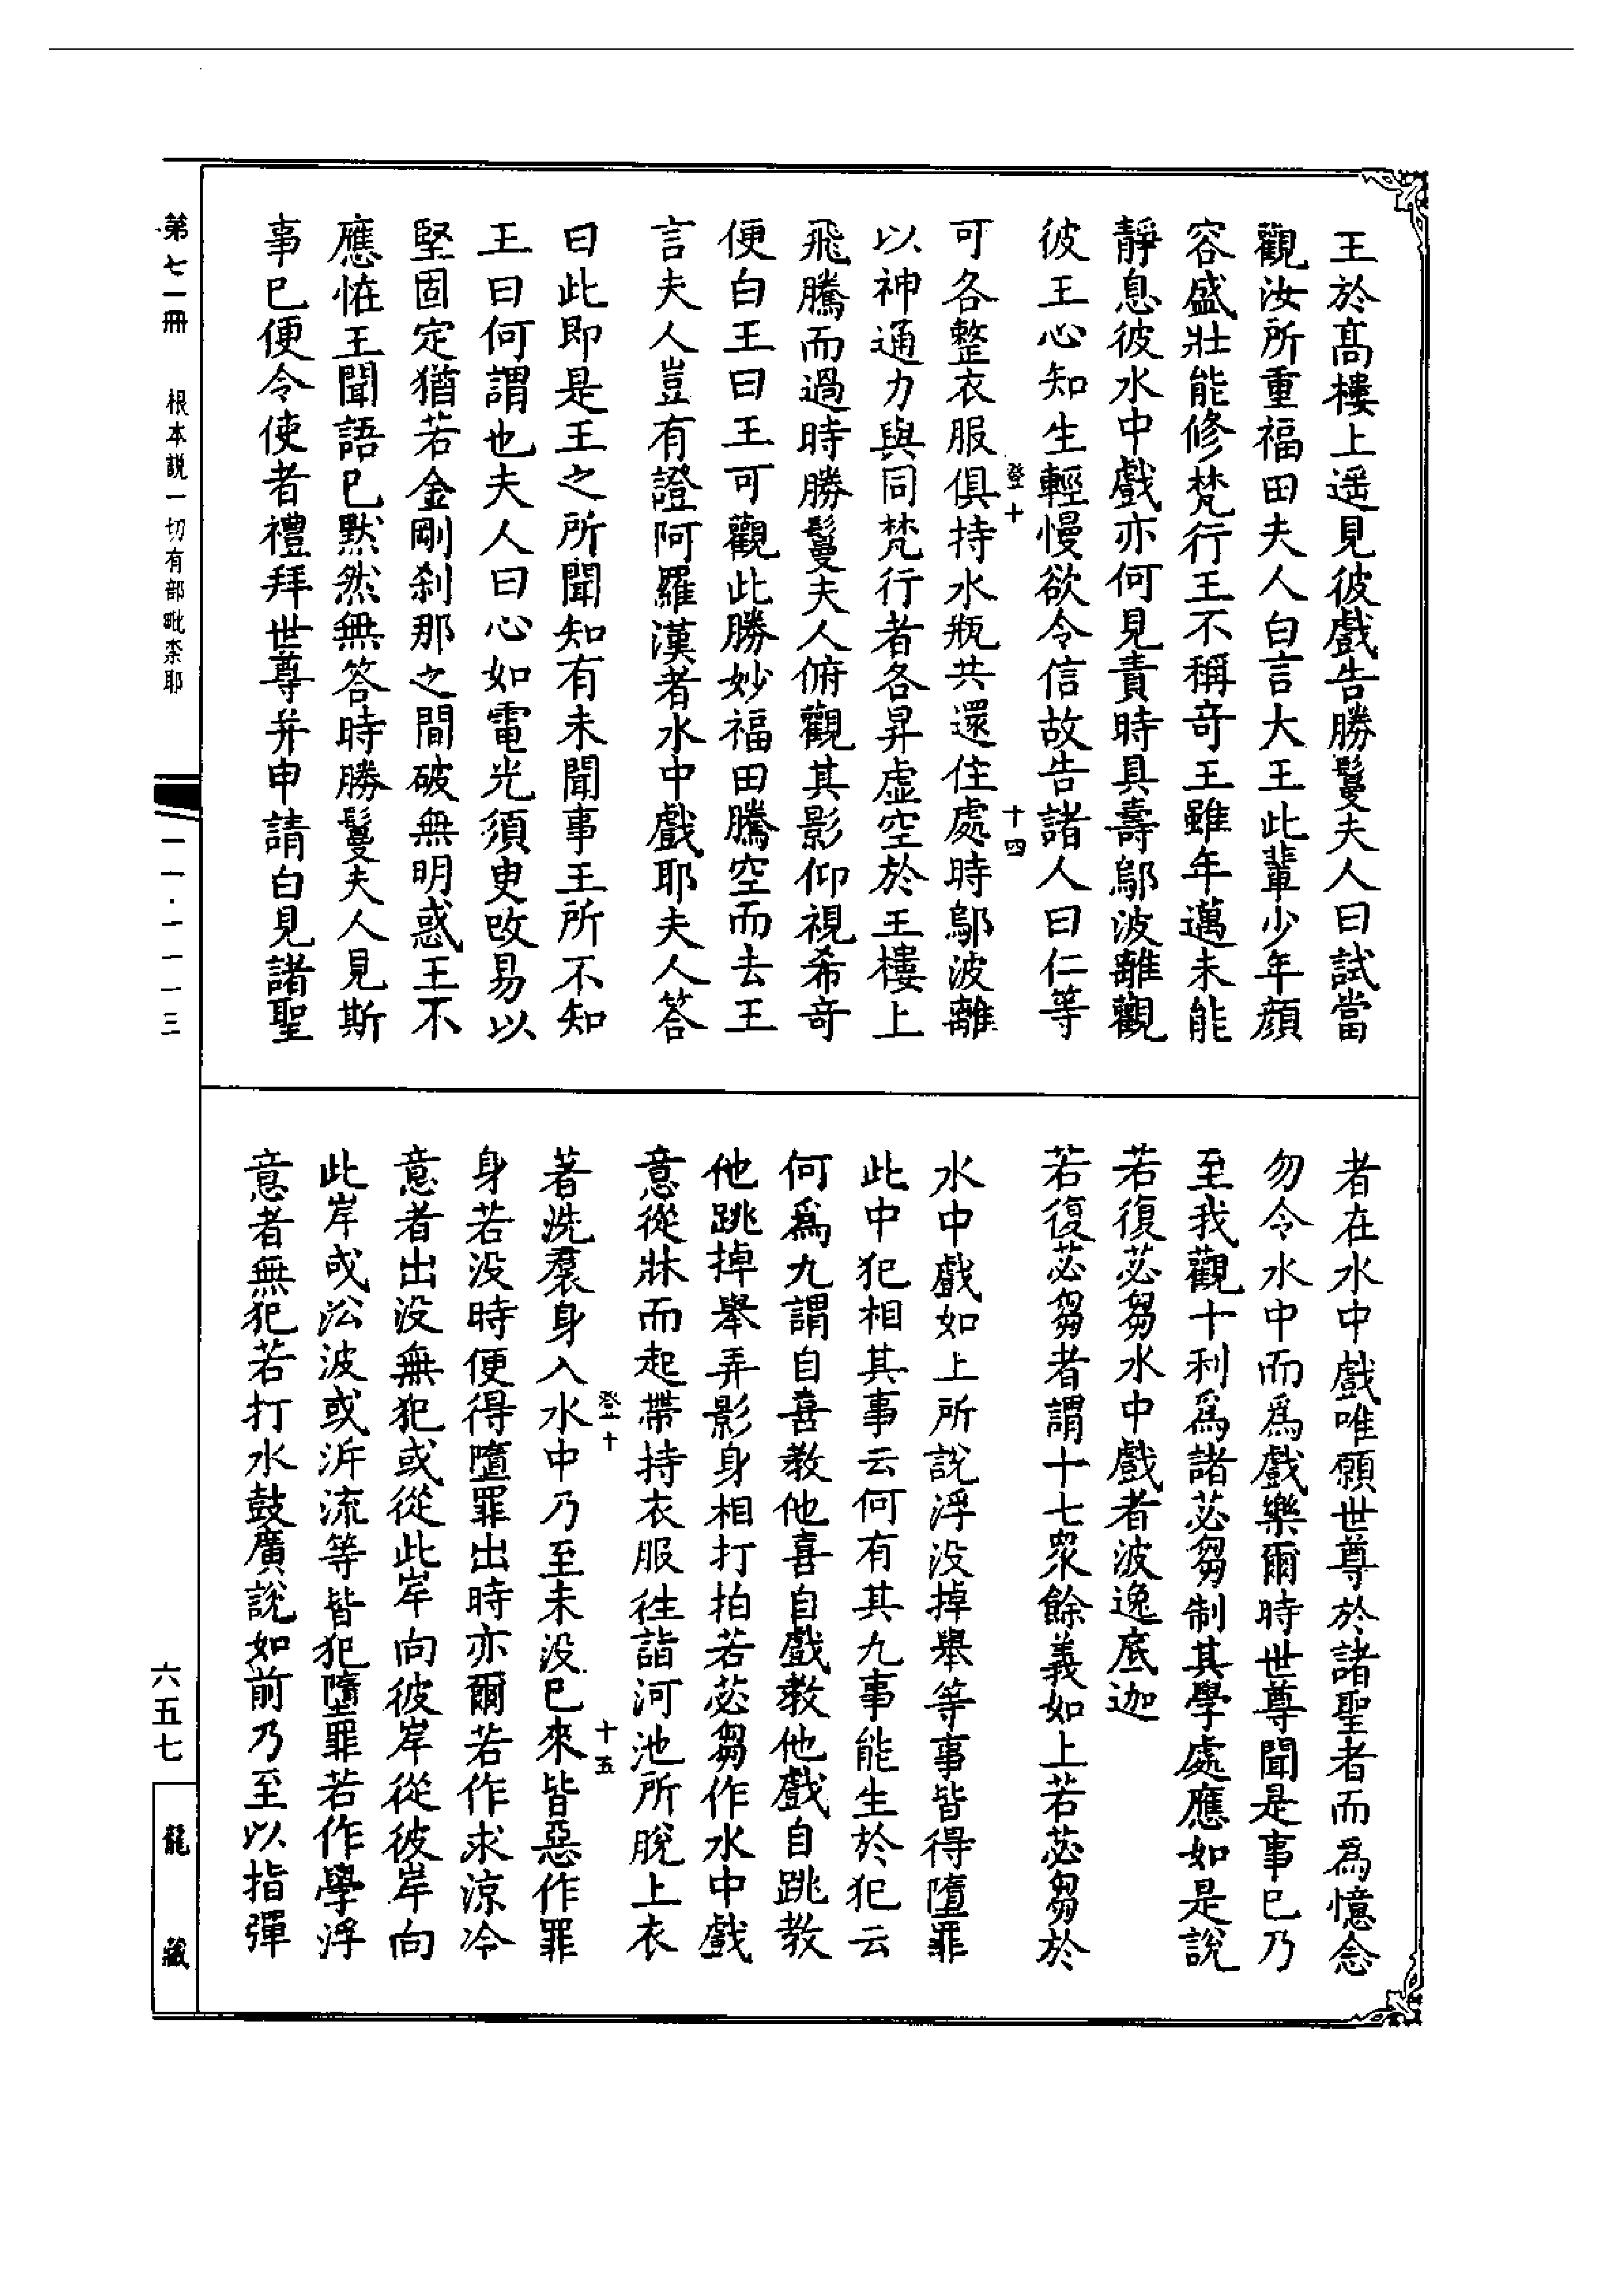 王於高樓上遥見彼戲告勝鬘夫人曰試當
觀汝所重福田夫人白言大王此輩少年顏
容盛壯能修梵行王不稱奇王雖年邁未能
靜息彼水中戲亦何見責時具壽鄔波離觀
彼王心知生輕慢欲令信故告諸人曰仁等
登十
十四
可各整衣服俱持水瓶共還住處時鄔波離
以神通力與同梵行者各昇虛空於王樓上
飛騰而過時勝鬘夫人俯觀其影仰視希奇
便白王曰王可觀此勝妙福田騰空而去王
言夫人豈有證阿羅漢者水中戲耶夫人荅
曰此即是王之所聞知有未聞事王所不知
王曰何謂也夫人曰心如電光須臾改易以
堅固定猶若金剛刹那之間破無明惑王不
應恠王聞語已默然無答時勝鬘夫人見斯
事已便令使者禮拜世尊并申請白見諸聖
者在水中戲唯願世尊於諸聖者而為憶念
勿令水中而為戲樂爾時世尊聞是事已乃
至我觀十利為諸苾芻制其學處應如是說
若復苾芻水中戲者波逸底迦
若復苾芻者謂十七眾餘義如上若苾芻於
水中戲如上所說浮没掉舉等事皆得墮罪
此中犯相其事云何有其九事能生於犯云
何為九謂自喜教他喜自戲教他戲自跳教
他跳掉舉弄影身相打拍若苾芻作水中戲
意從牀而起帶持衣服往詣河池所脫上衣
登十
十五
著洗裙身入水中乃至未没已來皆惡作罪
身若没時便得墮罪出時亦爾若作求涼冷
意者出没無犯或從此岸向彼岸從彼岸向
此岸或㳂波或泝流等皆犯墮罪若作學浮
意者無犯若打水鼓廣說如前乃至以指彈
第七一冊
根本説一切有部毗柰耶
一一·一一一三
六五七
龍藏